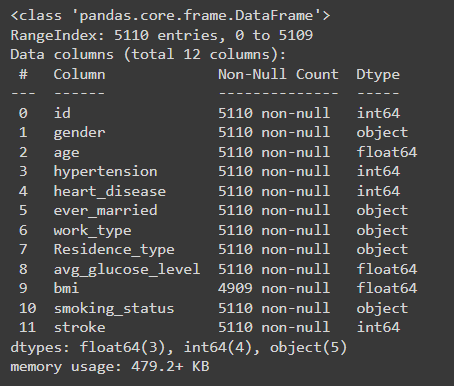 <class 'pandas.core.frame.DataFrame'>
RangeIndex: 5110 entries, 0 to 5109
Data columns (total 12 columns):
 #   Column             Non-Null Count  Dtype
---  ------             --------------  -----
 0   id                 5110 non-null   int64
 1   gender             5110 non-null   object
 2   age                5110 non-null   float64
 3   hypertension       5110 non-null   int64
 4   heart_disease      5110 non-null   int64
 5   ever_married       5110 non-null   object
 6   work_type          5110 non-null   object
 7   Residence_type     5110 non-null   object
 8   avg_glucose_level  5110 non-null   float64
 9   bmi                4909 non-null   float64
 10  smoking_status     5110 non-null   object
 11  stroke             5110 non-null   int64
dtypes: float64(3), int64(4), object(5)
memory usage: 479.2+ KB